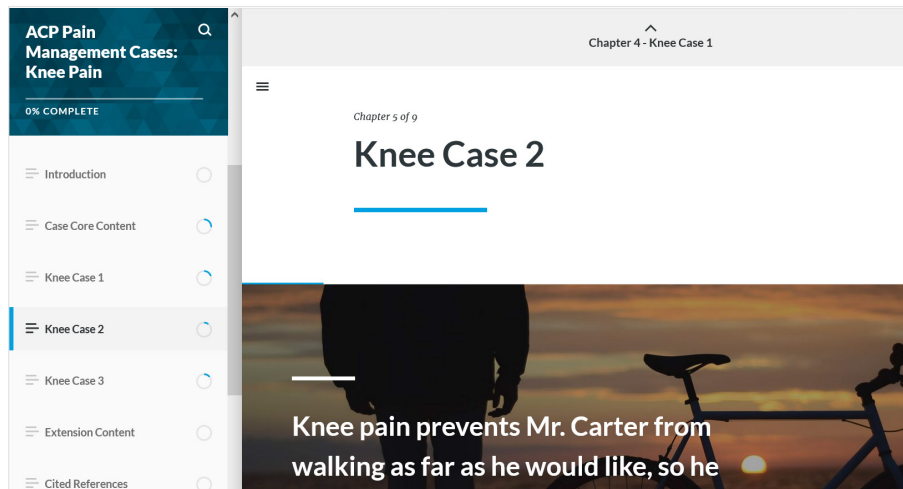 ACP Pain
Management Cases:
Knee Pain
0% COMPLETE
Introduction
Case Core Content
Knee Case 1
Knee Case 2
Knee Case 3
Extension Content
Cited References
Chapter 4 - Knee Case 1
Chapter 5 of 9
Knee Case 2
Knee pain prevents Mr. Carter from
walking as far as he would like, so he